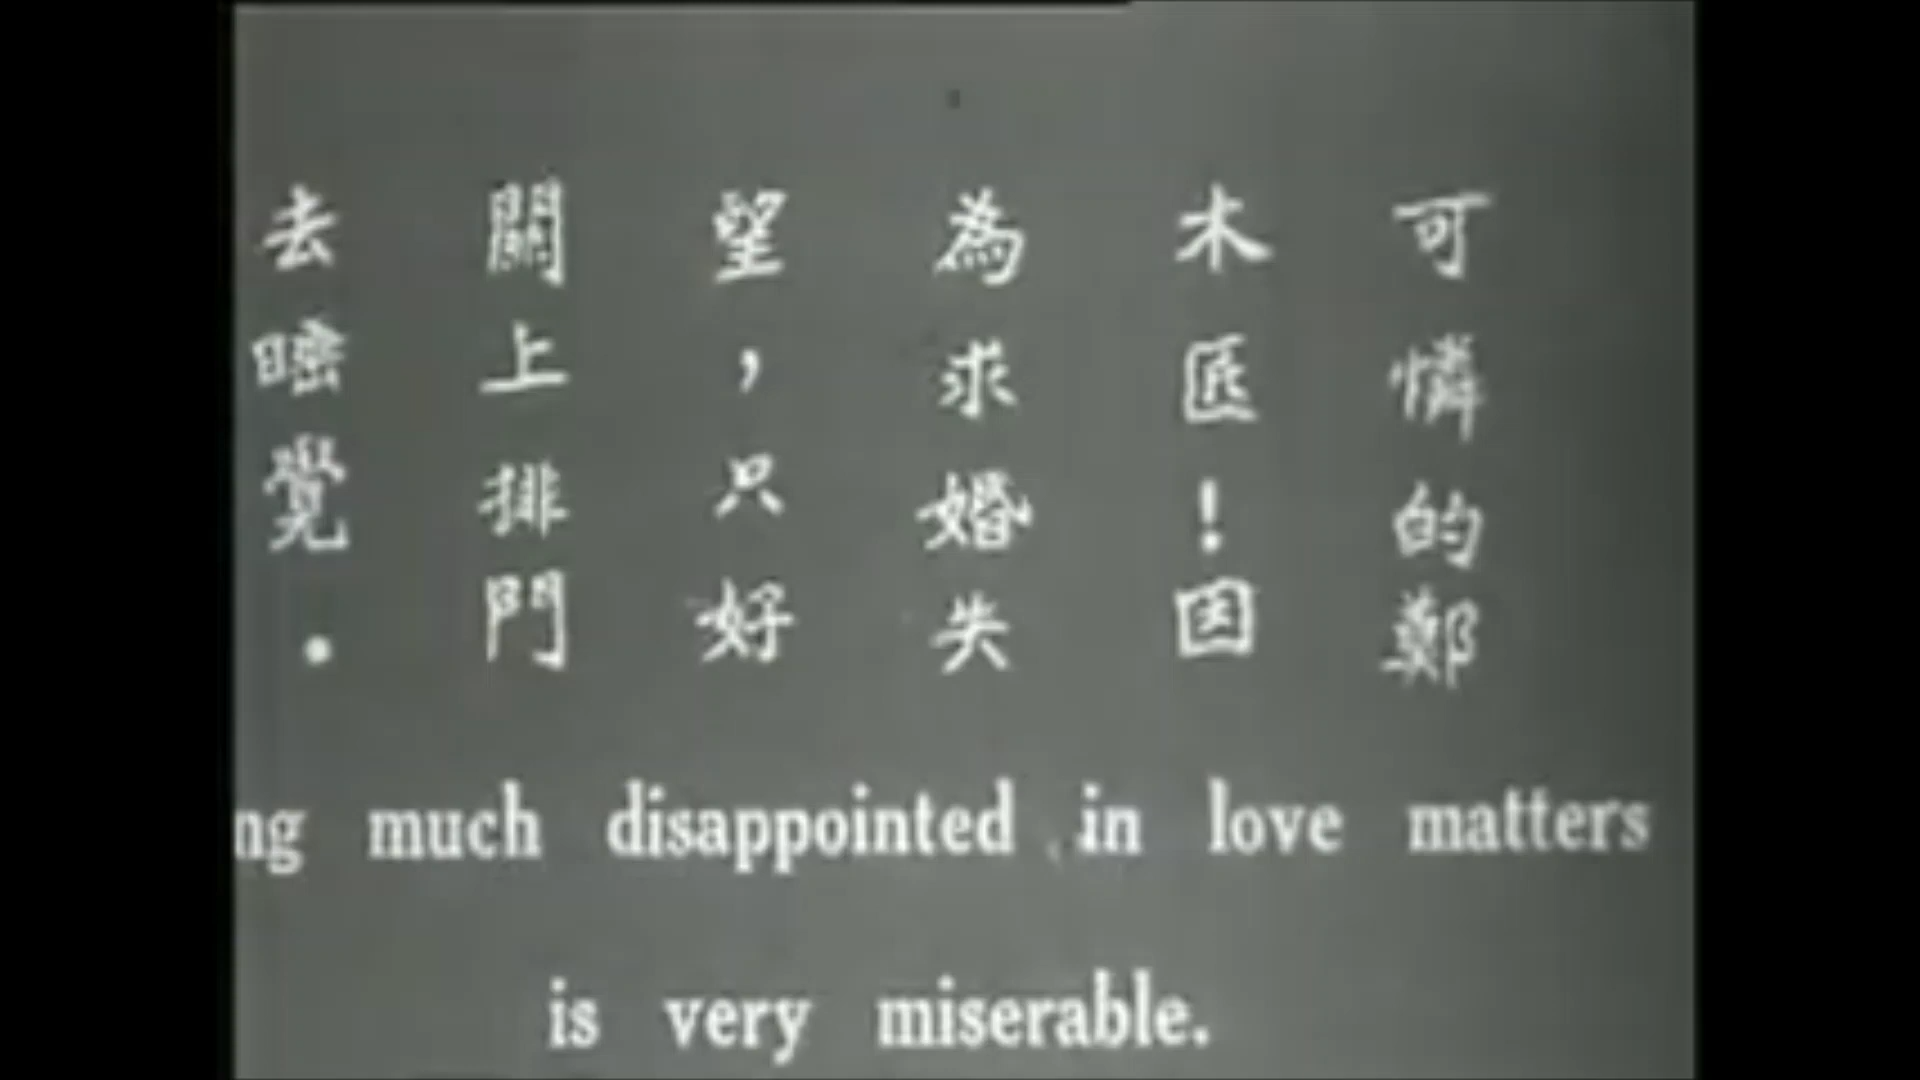 可憐的鄭
木匠！因
為求婚失
望，只好
關上排門
去睡覺．
ng much disappointed in love matters
is very miserable.